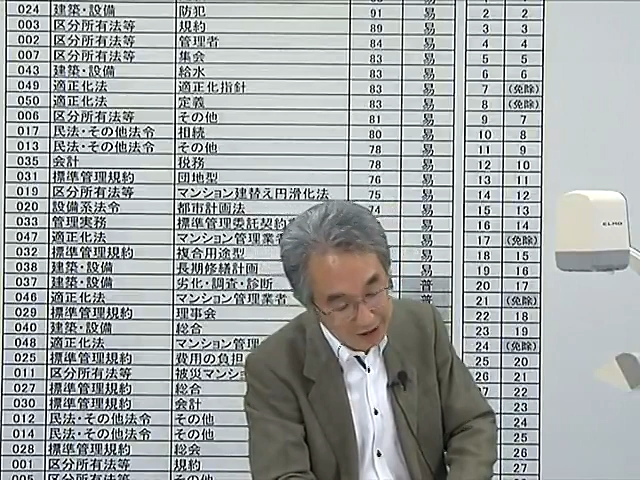 024 建築・設備 防犯 91 易 2 2
003 区分所有法等 規約 89 易 3 3
002 区分所有法等 管理者 84 易 4 4
007 区分所有法等 集会 83 易 5 5
043 建築・設備 給水 83 易 6 6
049 適正化法 適正化指針 83 易 7 (免除)
050 適正化法 定義 83 易 8 (免除)
006 区分所有法等 その他 81 易 9 7
017 民法・その他法令 相続 80 易 10 8
013 民法・その他法令 その他 78 易 11 9
035 会計 税務 78 易 12 10
031 標準管理規約 団地型 76 易 13 11
019 区分所有法等 マンション建替え円滑化法 75 易 14 12
020 設備系法令 都市計画法 74 易 15 13
033 管理実務 標準管理委託契約 易 16 14
047 適正化法 マンション管理業者 易 17 (免除)
032 標準管理規約 複合用途型 易 18 15
038 建築・設備 長期修繕計画 易 19 16
037 建築・設備 劣化・調査・診断 普 20 17
046 適正化法 マンション管理業者 普 21 (免除)
029 標準管理規約 理事会 22 18
040 建築・設備 総合 23 19
048 適正化法 マンション管理 24 (免除)
025 標準管理規約 費用の負担 25 20
011 区分所有法等 被災マンシ 26 21
027 標準管理規約 総合 22
030 標準管理規約 会計 23
012 民法・その他法令 その他 24
014 民法・その他法令 その他 25
028 標準管理規約 総会 26
001 区分所有法等 規約 27
005 区分所有法等 その他
ELMO